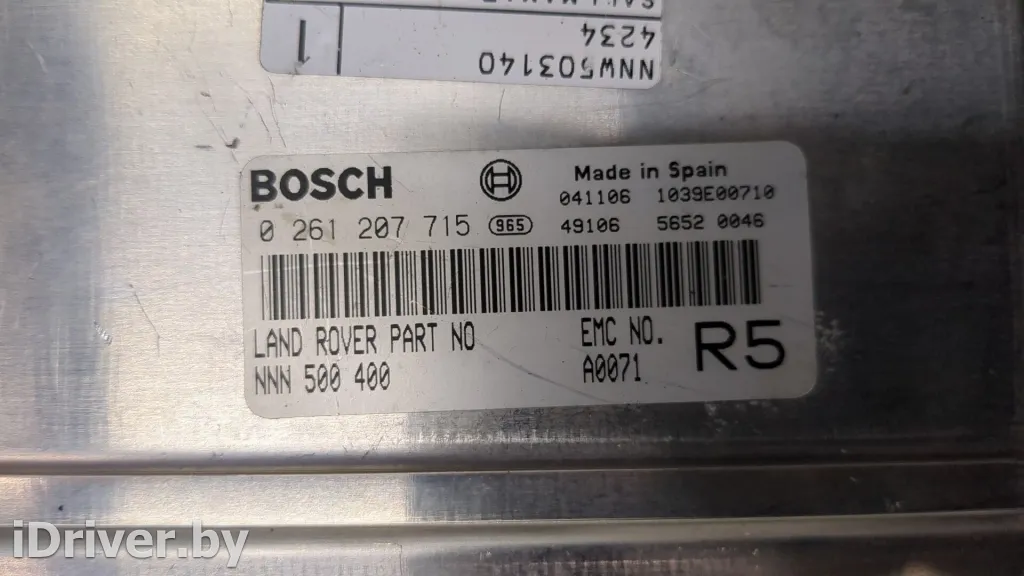 NNW503140
4234
1
BOSCH
Made in Spain
041106 1039E00710
0 261 207 715 965 49106 5652 0046
LAND ROVER PART NO
EMC NO.
R5
NNN 500 400
A0071
iDriver.by